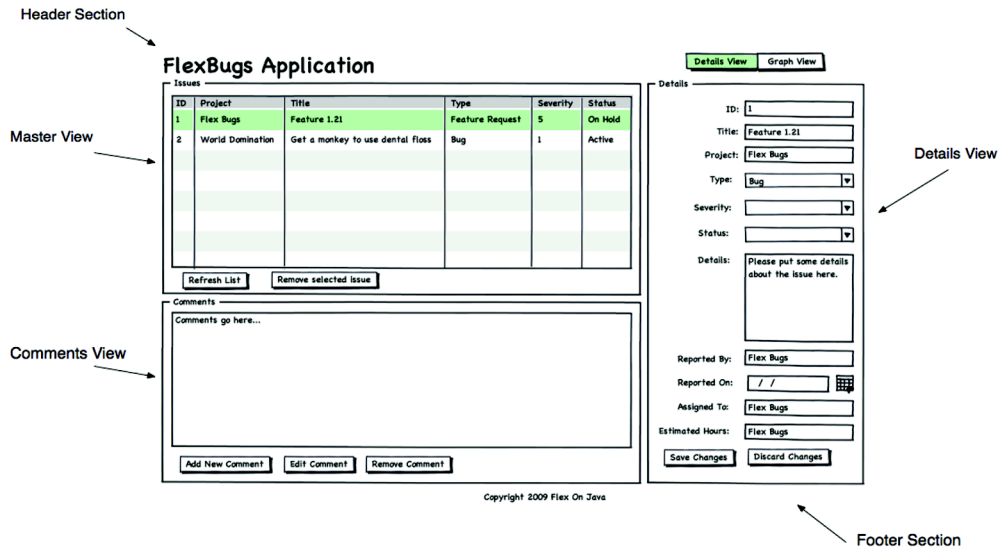 Header Section
FlexBugs Application
Details View Graph View
Issues
ID Project Title Type Severity Status
1 Flex Bugs Feature 1.21 Feature Request 5 On Hold
2 World Domination Get a monkey to use dental floss Bug 1 Active
Refresh List Remove selected issue
Master View
Comments
Comments go here...
Add New Comment Edit Comment Remove Comment
Comments View
Details
ID: 1
Title: Feature 1.21
Project: Flex Bugs
Type: Bug
Severity:
Status:
Details: Please put some details
about the issue here.
Reported By: Flex Bugs
Reported On: / /
Assigned To: Flex Bugs
Estimated Hours: Flex Bugs
Save Changes Discard Changes
Details View
Copyright 2009 Flex On Java
Footer Section